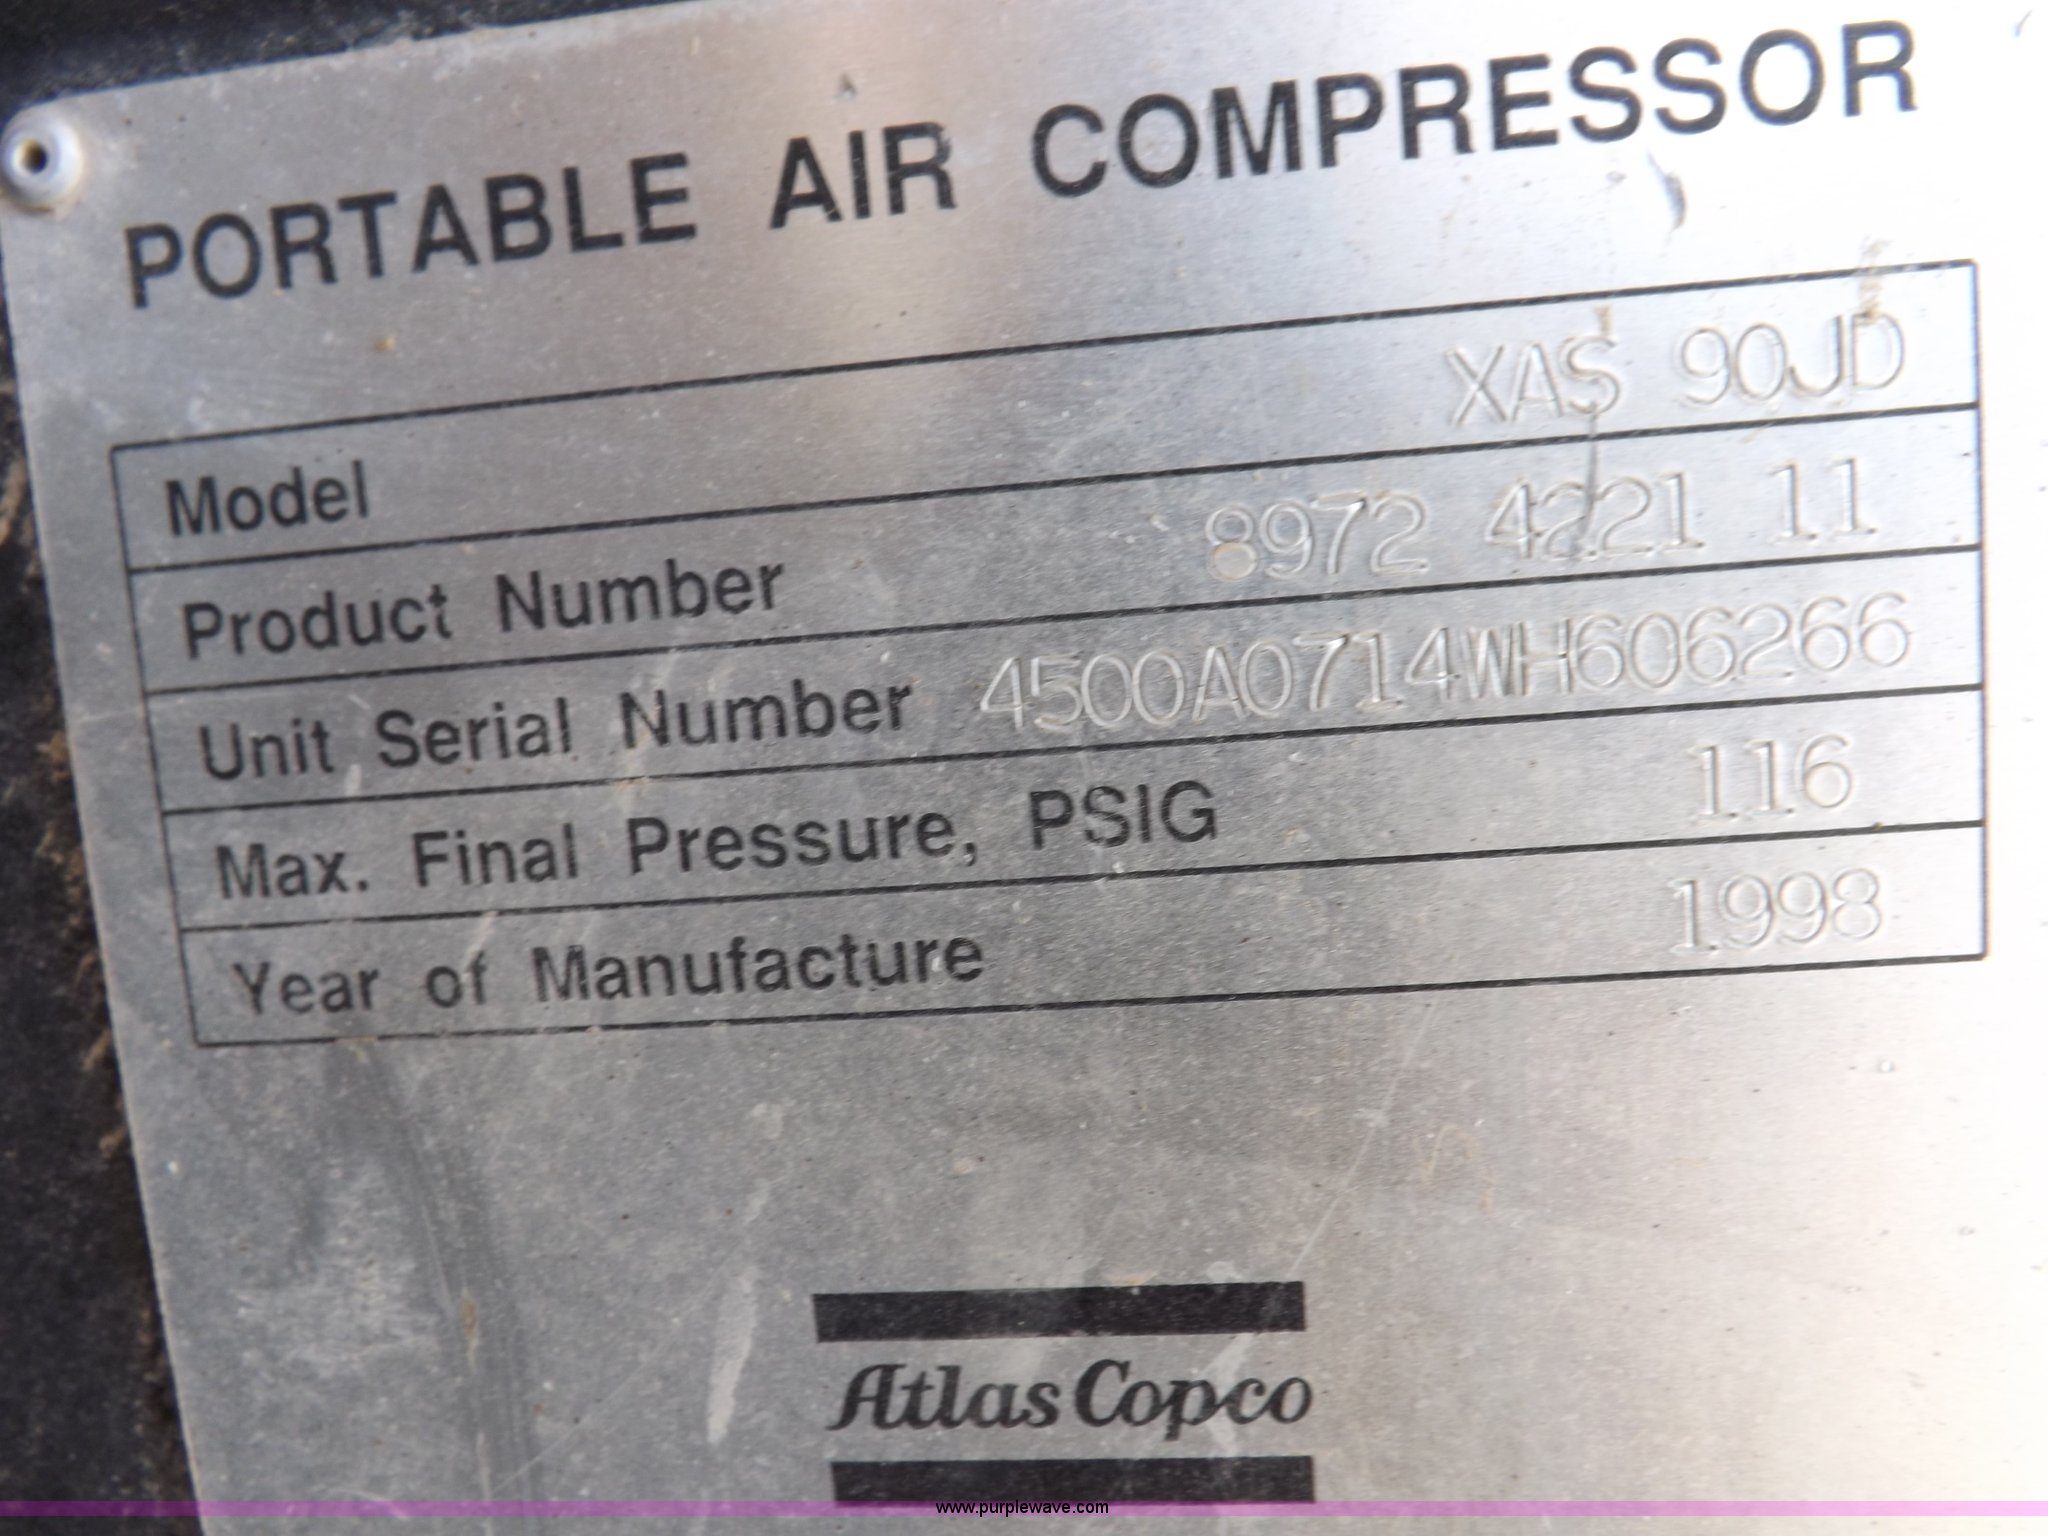 PORTABLE AIR COMPRESSOR
Model XAS 90JD
Product Number 8972 4221 11
Unit Serial Number 4500A0714WH606266
Max. Final Pressure, PSIG 116
Year of Manufacture 1998
Atlas Copco
www.purplewave.com